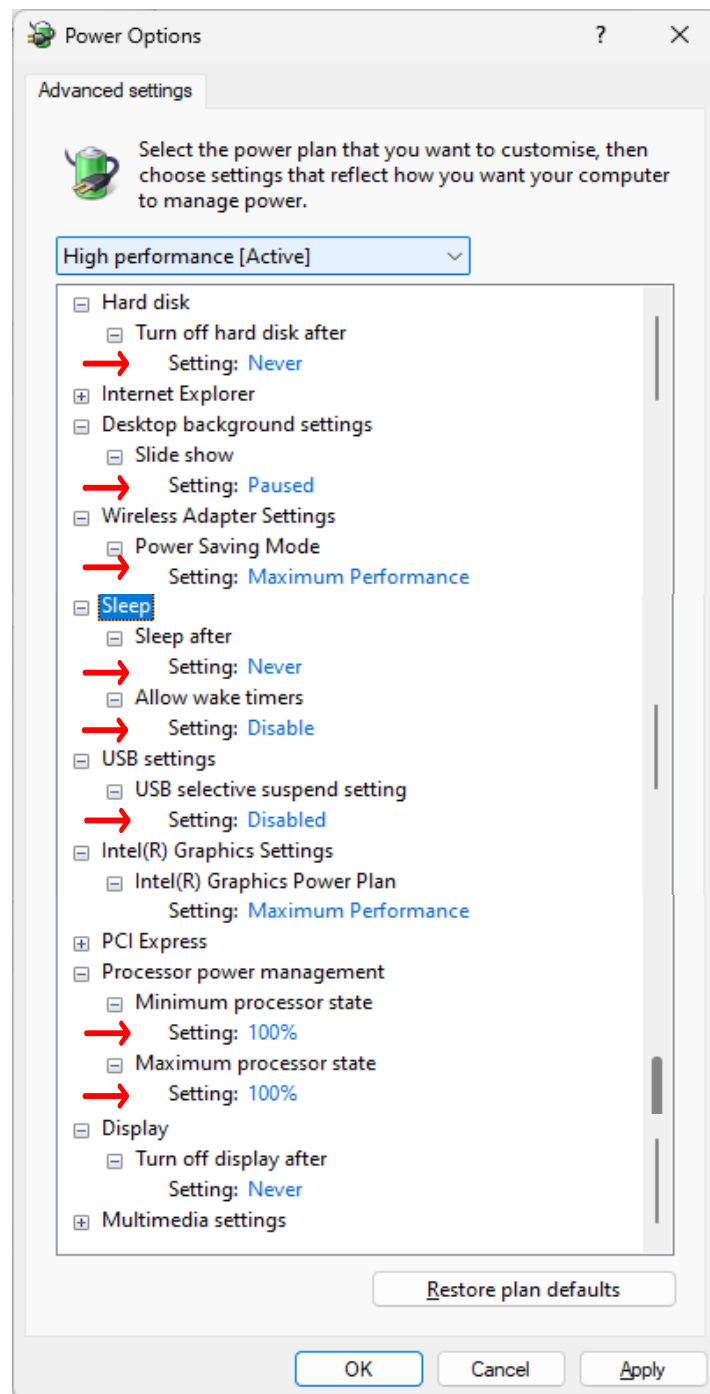 Power Options
Advanced settings
Select the power plan that you want to customise, then
choose settings that reflect how you want your computer
to manage power.
High performance [Active]
Hard disk
Turn off hard disk after
Setting: Never
Internet Explorer
Desktop background settings
Slide show
Setting: Paused
Wireless Adapter Settings
Power Saving Mode
Setting: Maximum Performance
Sleep
Sleep after
Setting: Never
Allow wake timers
Setting: Disable
USB settings
USB selective suspend setting
Setting: Disabled
Intel(R) Graphics Settings
Intel(R) Graphics Power Plan
Setting: Maximum Performance
PCI Express
Processor power management
Minimum processor state
Setting: 100%
Maximum processor state
Setting: 100%
Display
Turn off display after
Setting: Never
Multimedia settings
Restore plan defaults
OK Cancel Apply